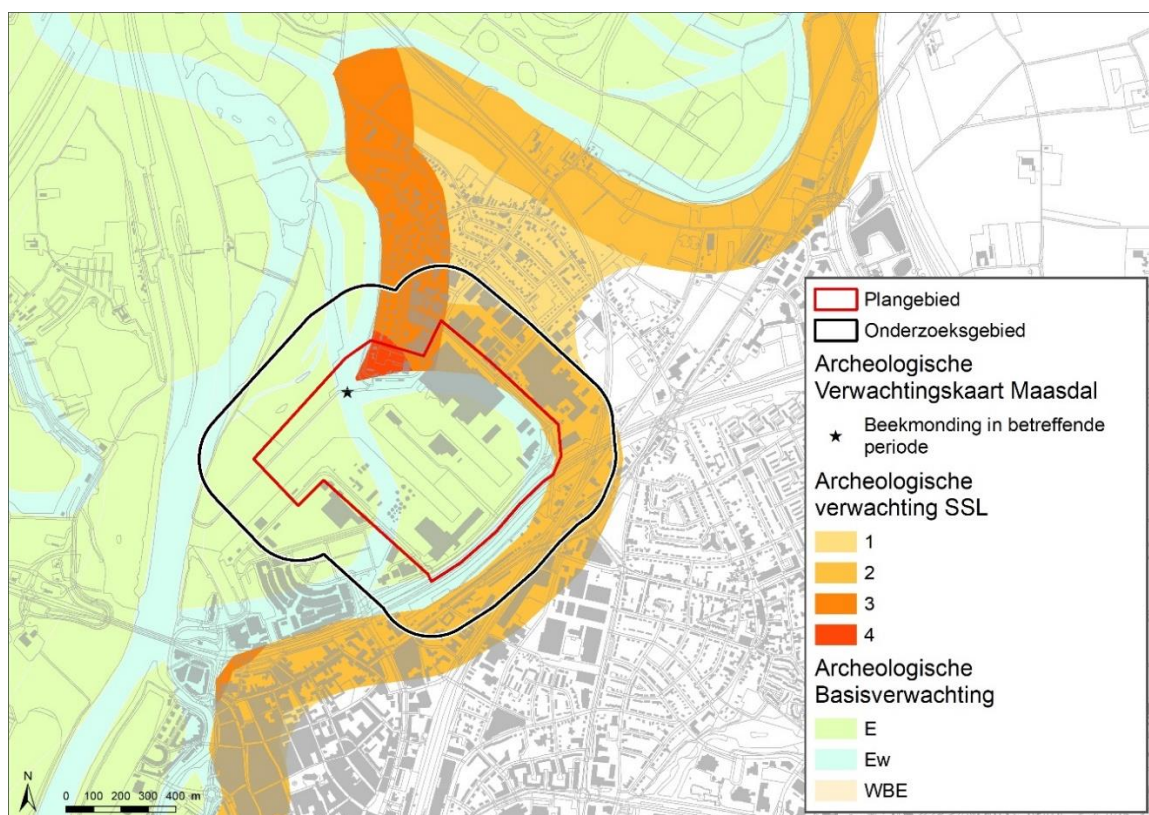 Plangebied
Onderzoeksgebied
Archeologische
Verwachtingskaart Maasdal
Beekmonding in betreffende
periode
Archeologische
verwachting SSL
1
2
3
4
Archeologische
Basisverwachting
E
Ew
WBE
N
0 100 200 300 400 m